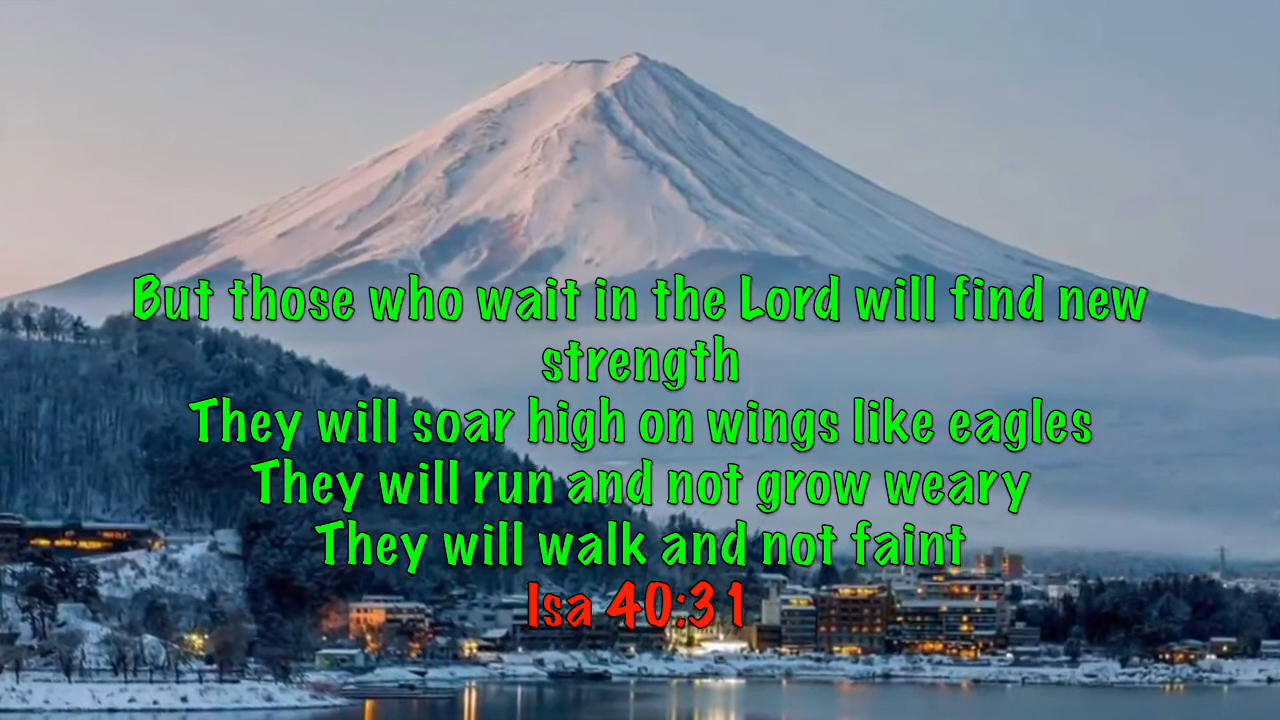 But those who wait in the Lord will find new
strength
They will soar high on wings like eagles
They will run and not grow weary
They will walk and not faint
Isa 40:31